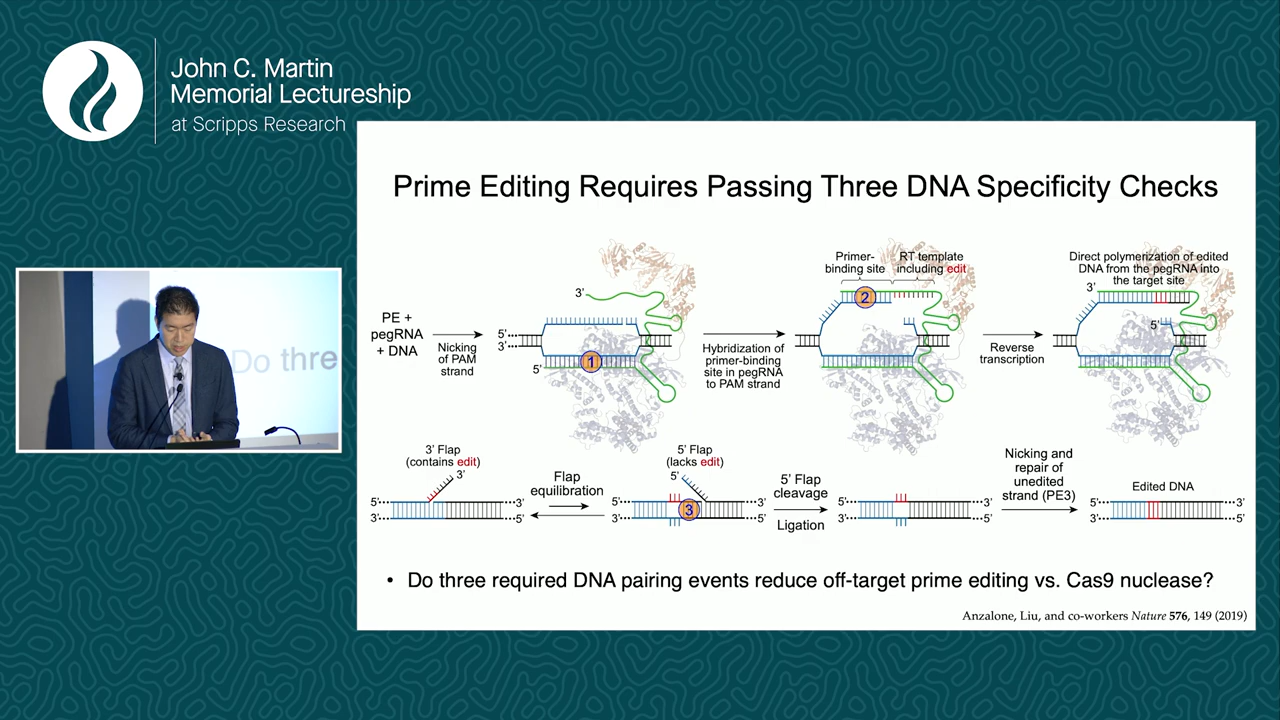 John C. Martin
Memorial Lectureship
at Scripps Research
Prime Editing Requires Passing Three DNA Specificity Checks
PE +
pegRNA
+ DNA
Nicking
of PAM
strand
3’
5’
3’
5’
1
Hybridization of
primer-binding
site in pegRNA
to PAM strand
Primer-
binding site
RT template
including edit
2
Reverse
transcription
Direct polymerization of edited
DNA from the pegRNA into
the target site
3’
5’
Do thre
3’ Flap
(contains edit)
3’
5’
3’
3’
5’
Flap
equilibration
5’ Flap
(lacks edit)
5’
5’
3’
3
3’
5’
5’ Flap
cleavage
Ligation
5’
3’
3’
5’
Nicking and
repair of
unedited
strand (PE3)
Edited DNA
5’
3’
3’
5’
• Do three required DNA pairing events reduce off-target prime editing vs. Cas9 nuclease?
Anzalone, Liu, and co-workers Nature 576, 149 (2019)